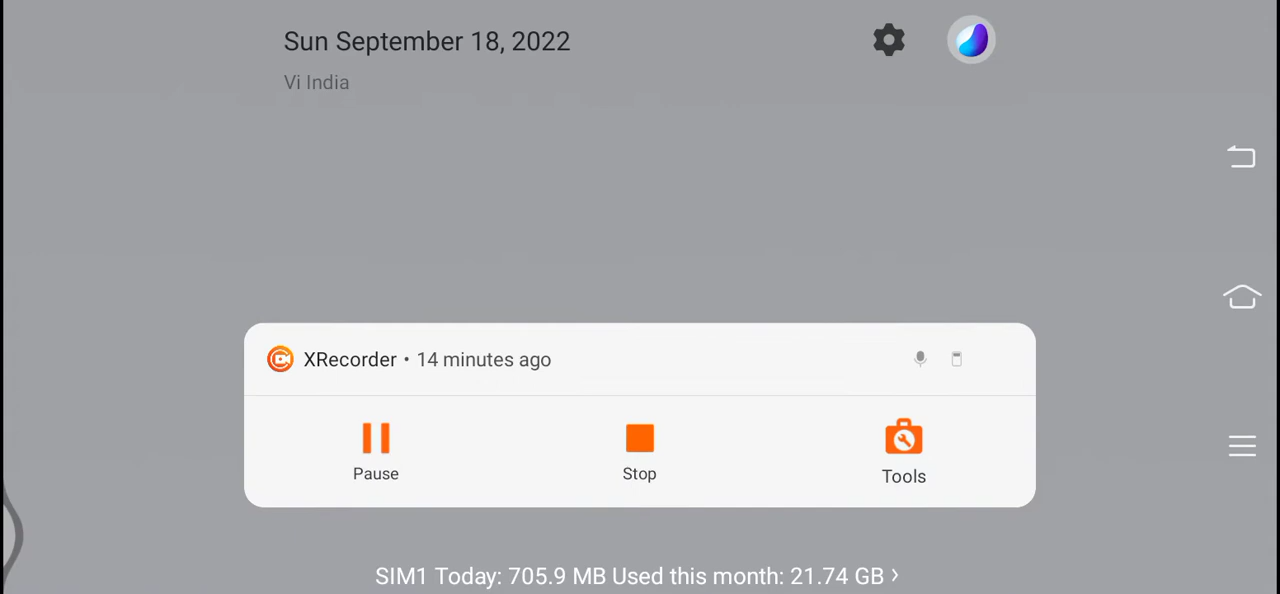 Sun September 18, 2022
Vi India
XRecorder • 14 minutes ago
Pause
Stop
Tools
SIM1 Today: 705.9 MB Used this month: 21.74 GB ›